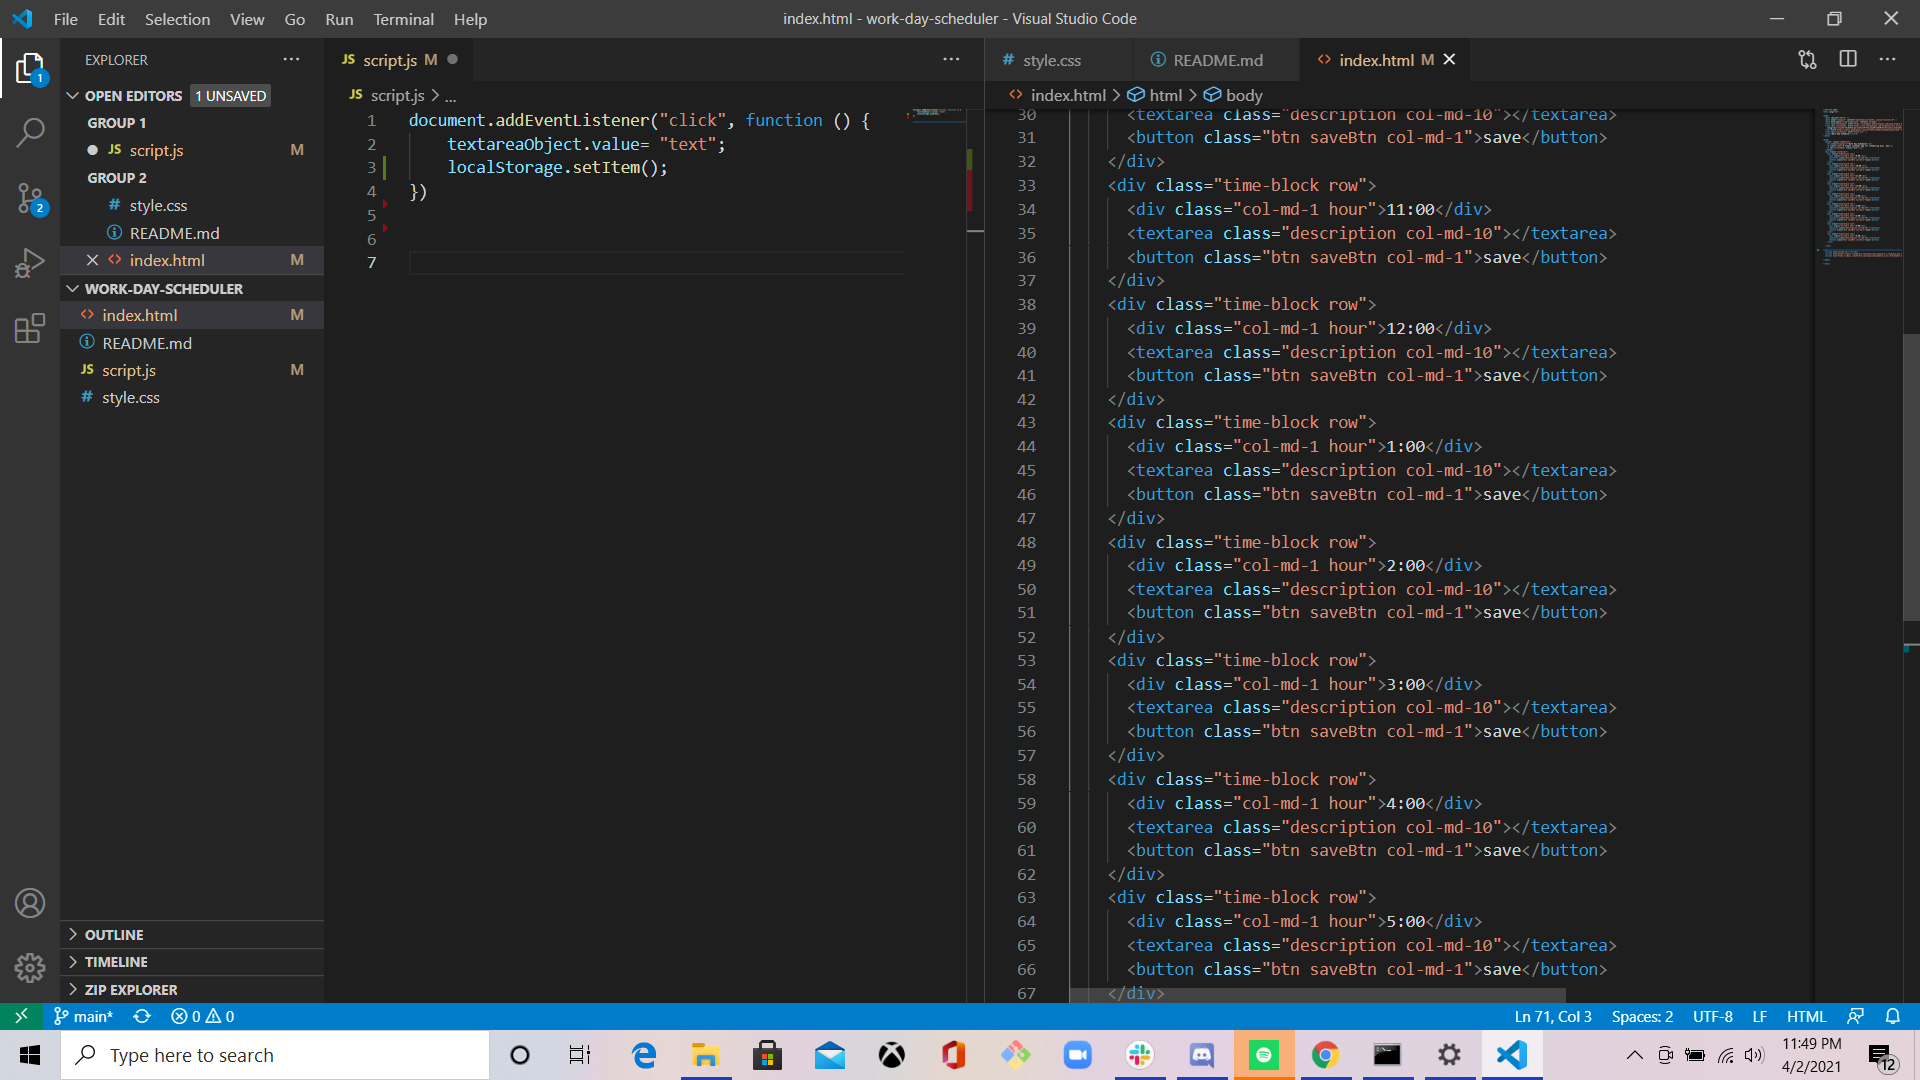 File Edit Selection View Go Run Terminal Help
index.html - work-day-scheduler - Visual Studio Code
EXPLORER
OPEN EDITORS 1 UNSAVED
GROUP 1
JS script.js M
GROUP 2
# style.css
README.md
<> index.html M
WORK-DAY-SCHEDULER
<> index.html M
README.md
JS script.js M
# style.css
OUTLINE
TIMELINE
ZIP EXPLORER
JS script.js M
JS script.js > ...
1 document.addEventListener("click", function () {
2 textareaObject.value= "text";
3 localStorage.setItem();
4 })
5
6
7
# style.css README.md <> index.html M
<> index.html > html > body
30 <textarea class="description col-md-10"></textarea>
31 <button class="btn saveBtn col-md-1">save</button>
32 </div>
33 <div class="time-block row">
34 <div class="col-md-1 hour">11:00</div>
35 <textarea class="description col-md-10"></textarea>
36 <button class="btn saveBtn col-md-1">save</button>
37 </div>
38 <div class="time-block row">
39 <div class="col-md-1 hour">12:00</div>
40 <textarea class="description col-md-10"></textarea>
41 <button class="btn saveBtn col-md-1">save</button>
42 </div>
43 <div class="time-block row">
44 <div class="col-md-1 hour">1:00</div>
45 <textarea class="description col-md-10"></textarea>
46 <button class="btn saveBtn col-md-1">save</button>
47 </div>
48 <div class="time-block row">
49 <div class="col-md-1 hour">2:00</div>
50 <textarea class="description col-md-10"></textarea>
51 <button class="btn saveBtn col-md-1">save</button>
52 </div>
53 <div class="time-block row">
54 <div class="col-md-1 hour">3:00</div>
55 <textarea class="description col-md-10"></textarea>
56 <button class="btn saveBtn col-md-1">save</button>
57 </div>
58 <div class="time-block row">
59 <div class="col-md-1 hour">4:00</div>
60 <textarea class="description col-md-10"></textarea>
61 <button class="btn saveBtn col-md-1">save</button>
62 </div>
63 <div class="time-block row">
64 <div class="col-md-1 hour">5:00</div>
65 <textarea class="description col-md-10"></textarea>
66 <button class="btn saveBtn col-md-1">save</button>
67 </div>
1
2
main* 0 0
Ln 71, Col 3 Spaces: 2 UTF-8 LF HTML
Type here to search
11:49 PM
4/2/2021
12